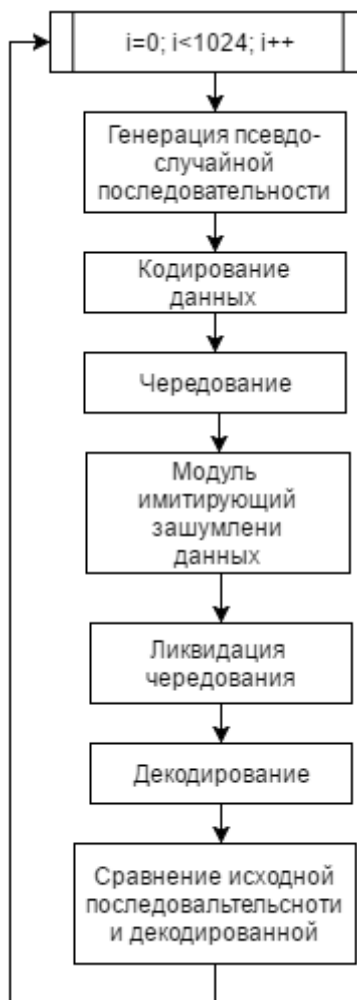 i=0; i<1024; i++
Генерация псевдо-
случайной
последовательности
Кодирование
данных
Чередование
Модуль
имитирующий
зашумлени
данных
Ликвидация
чередования
Декодирование
Сравнение исходной
последовальтельсноти
и декодированной